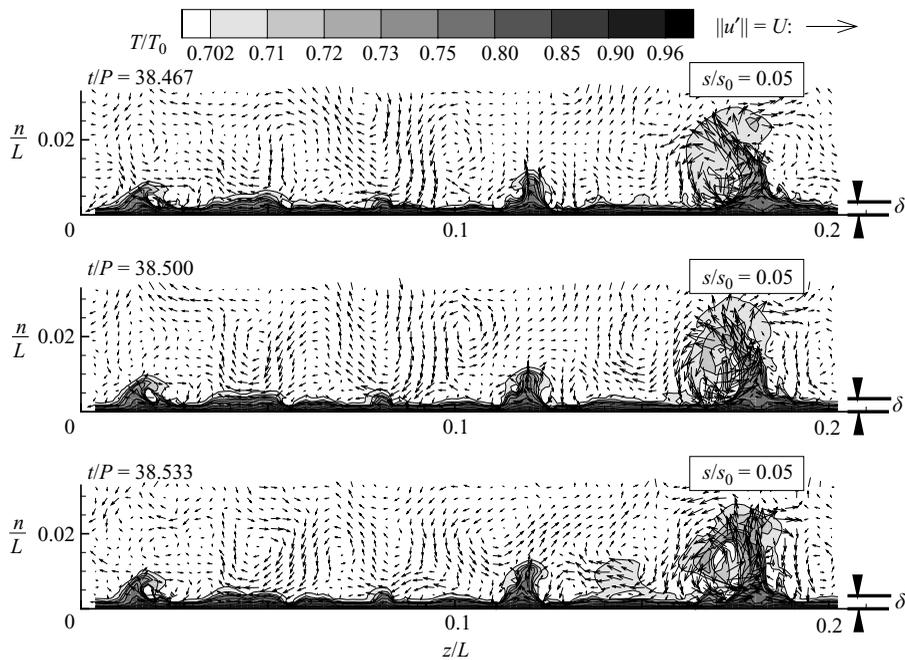 T/T₀ 0.702 0.71 0.72 0.73 0.75 0.80 0.85 0.90 0.96
||u′|| = U:
t/P = 38.467
s/s₀ = 0.05
n/L 0.02
δ
0 0.1 0.2
t/P = 38.500
s/s₀ = 0.05
n/L 0.02
δ
0 0.1 0.2
t/P = 38.533
s/s₀ = 0.05
n/L 0.02
δ
0 0.1 0.2
z/L